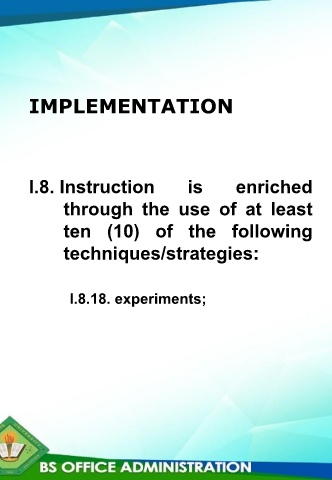 IMPLEMENTATION
I.8. Instruction is enriched
through the use of at least
ten (10) of the following
techniques/strategies:
I.8.18. experiments;
BS OFFICE ADMINISTRATION